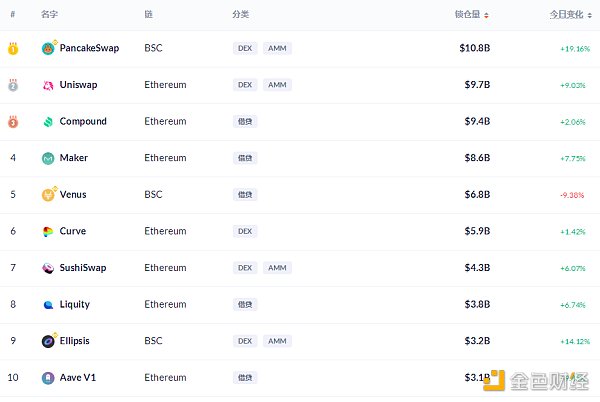 # 名字 链 分类 锁仓量 今日变化
1 PancakeSwap BSC DEX AMM $10.8B +19.16%
2 Uniswap Ethereum DEX AMM $9.7B +9.03%
3 Compound Ethereum 借贷 $9.4B +2.06%
4 Maker Ethereum 借贷 $8.6B +7.75%
5 Venus BSC 借贷 $6.8B -9.38%
6 Curve Ethereum DEX $5.9B +1.42%
7 SushiSwap Ethereum DEX AMM $4.3B +6.07%
8 Liquity Ethereum 借贷 $3.8B +6.74%
9 Ellipsis BSC DEX AMM $3.2B +14.12%
10 Aave V1 Ethereum 借贷 $3.1B
金色财经